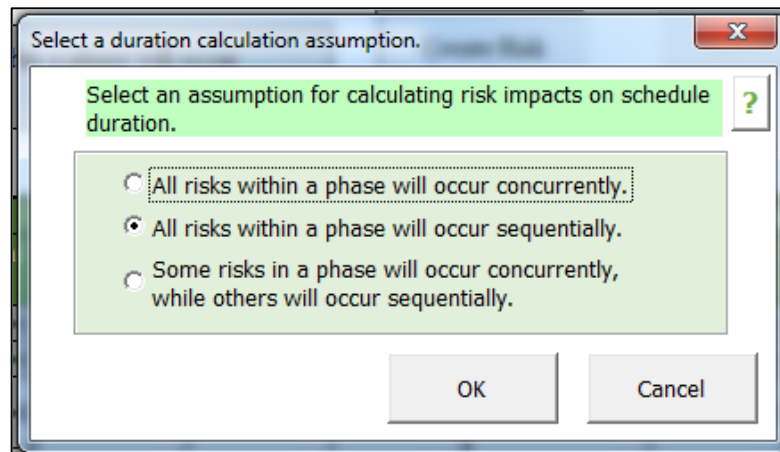 Select a duration calculation assumption.
Select an assumption for calculating risk impacts on schedule
duration.
?
All risks within a phase will occur concurrently.
All risks within a phase will occur sequentially.
Some risks in a phase will occur concurrently,
while others will occur sequentially.
OK
Cancel